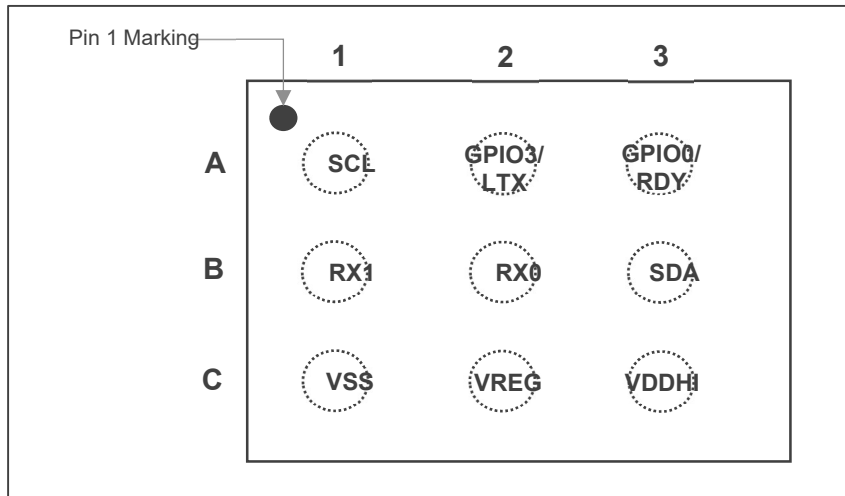 Pin 1 Marking
1 2 3
A SCL GPIO3/ LTX GPIO0/ RDY
B RX1 RX0 SDA
C VSS VREG VDDHI